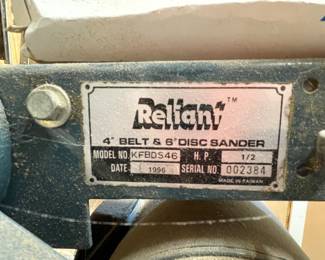 Reliant™
4" BELT & 6" DISC SANDER
MODEL NO. KFBDS46 H. P. 1/2
DATE 1996 SERIAL NO. 002384
MADE IN TAIWAN